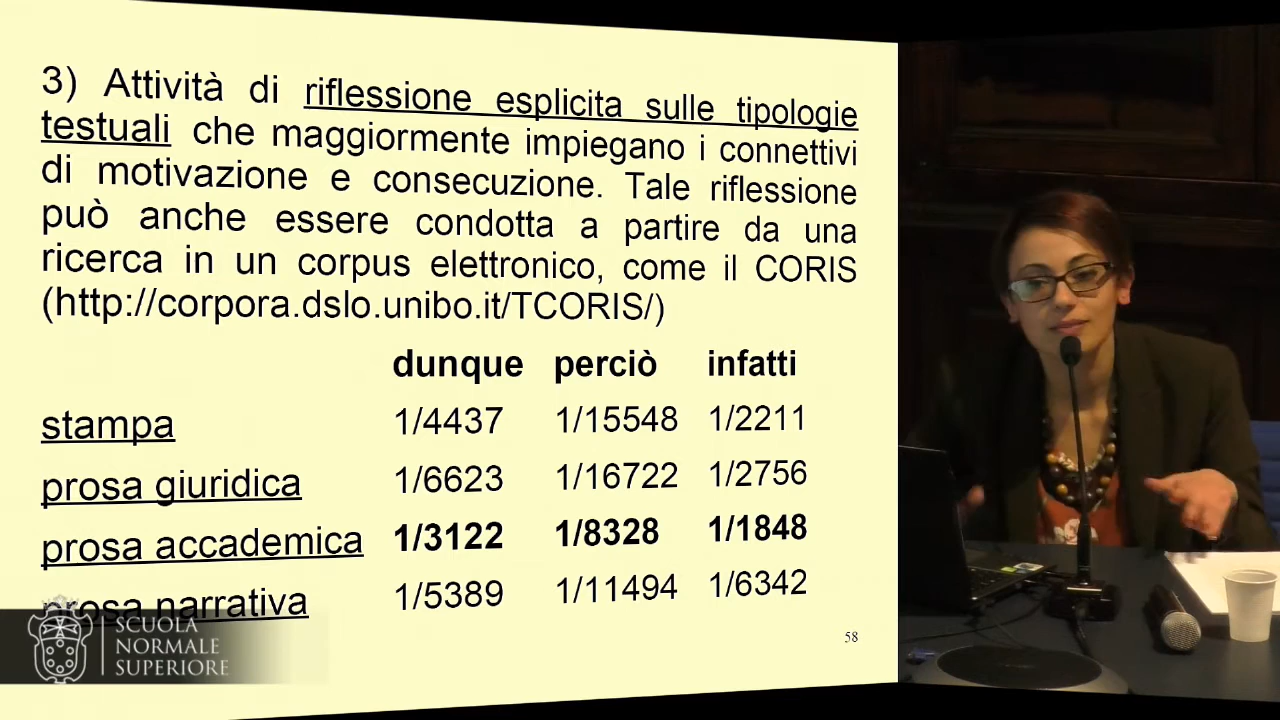 3) Attività di riflessione esplicita sulle tipologie
testuali che maggiormente impiegano i connettivi
di motivazione e consecuzione. Tale riflessione
può anche essere condotta a partire da una
ricerca in un corpus elettronico, come il CORIS
(http://corpora.dslo.unibo.it/TCORIS/)
dunque perciò infatti
stampa 1/4437 1/15548 1/2211
prosa giuridica 1/6623 1/16722 1/2756
prosa accademica 1/3122 1/8328 1/1848
prosa narrativa 1/5389 1/11494 1/6342
58
SCUOLA
NORMALE
SUPERIORE